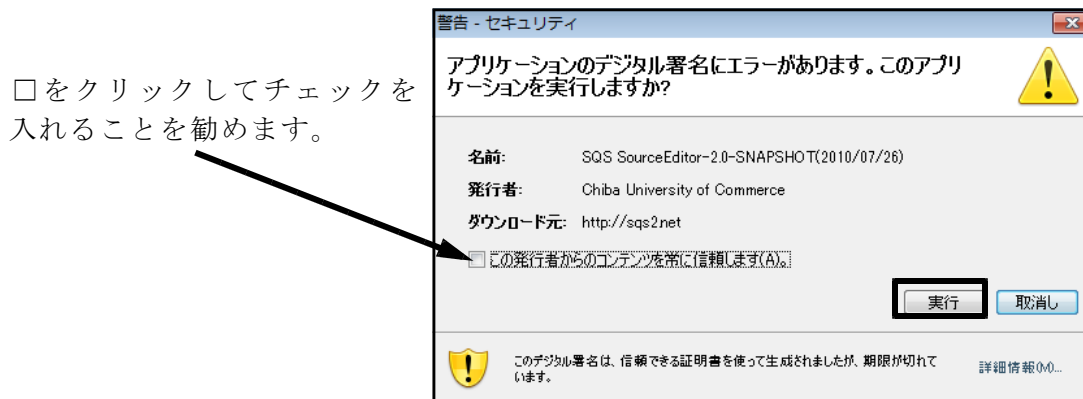 警告 - セキュリティ
アプリケーションのデジタル署名にエラーがあります。このアプリ
ケーションを実行しますか?
□をクリックしてチェックを
入れることを勧めます。
名前: SQS SourceEditor-2.0-SNAPSHOT(2010/07/26)
発行者: Chiba University of Commerce
ダウンロード元: http://sqs2.net
この発行者からのコンテンツを常に信頼します(A)。
実行 取消し
このデジタル署名は、信頼できる証明書を使って生成されましたが、期限が切れて
います。
詳細情報(M)...